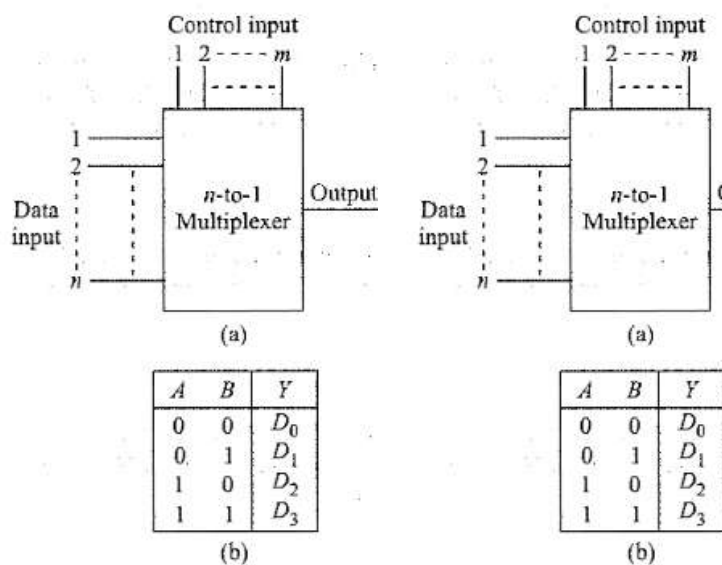 Control input
1 2 m
1
2
Data
input
n
n-to-1
Multiplexer
Output
(a)
A B Y
0 0 D₀
0 1 D₁
1 0 D₂
1 1 D₃
(b)
Control input
1 2 m
1
2
Data
input
n
n-to-1
Multiplexer
(a)
A B Y
0 0 D₀
0 1 D₁
1 0 D₂
1 1 D₃
(b)